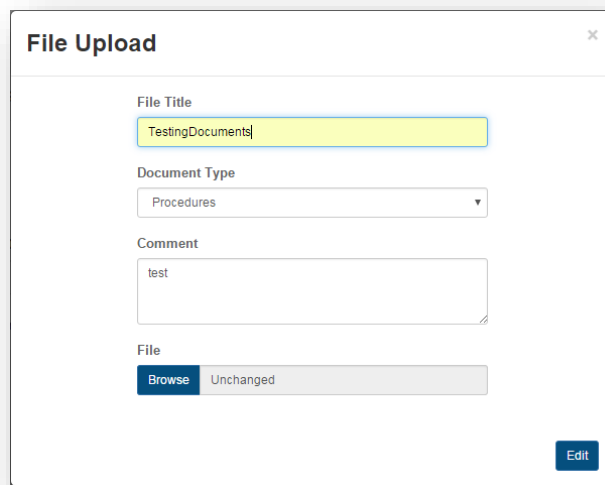 File Upload
×
File Title
TestingDocuments
Document Type
Procedures
Comment
test
File
Browse Unchanged
Edit